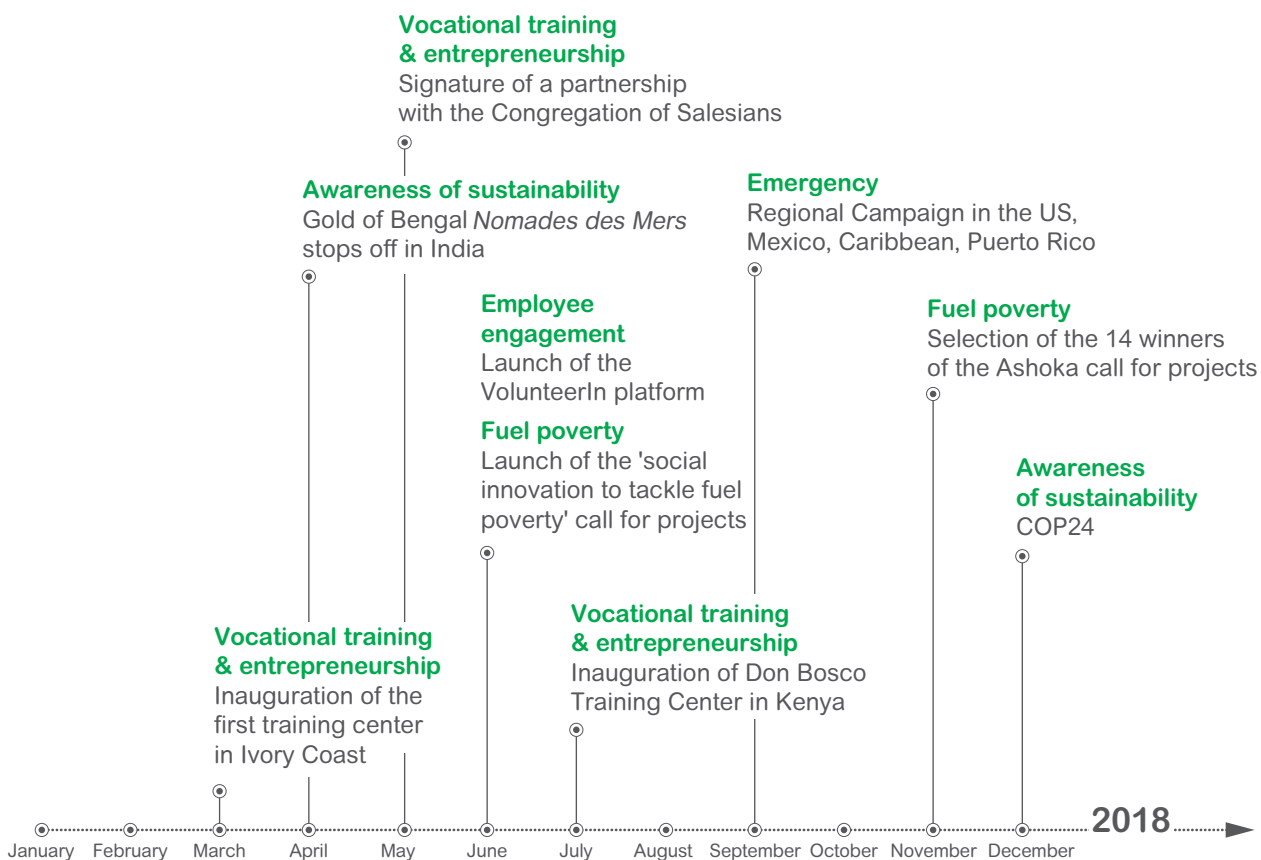 Vocational training
& entrepreneurship
Signature of a partnership
with the Congregation of Salesians
Awareness of sustainability
Gold of Bengal Nomades des Mers
stops off in India
Emergency
Regional Campaign in the US,
Mexico, Caribbean, Puerto Rico
Employee
engagement
Launch of the
VolunteerIn platform
Fuel poverty
Launch of the 'social
innovation to tackle fuel
poverty' call for projects
Fuel poverty
Selection of the 14 winners
of the Ashoka call for projects
Awareness
of sustainability
COP24
Vocational training
& entrepreneurship
Inauguration of the
first training center
in Ivory Coast
Vocational training
& entrepreneurship
Inauguration of Don Bosco
Training Center in Kenya
2018
January February March April May June July August September October November December